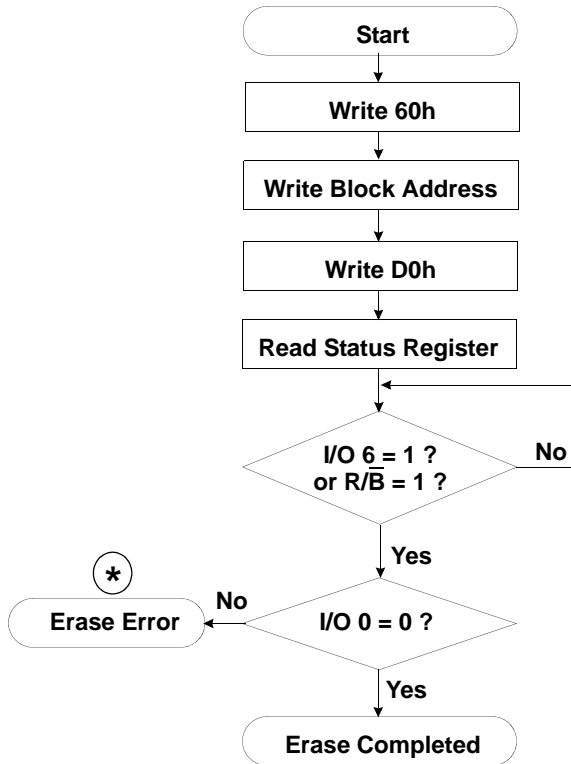 Start
Write 60h
Write Block Address
Write D0h
Read Status Register
I/O 6 = 1 ?
or R/B̅ = 1 ?
No
Yes
*
No
Erase Error
I/O 0 = 0 ?
Yes
Erase Completed